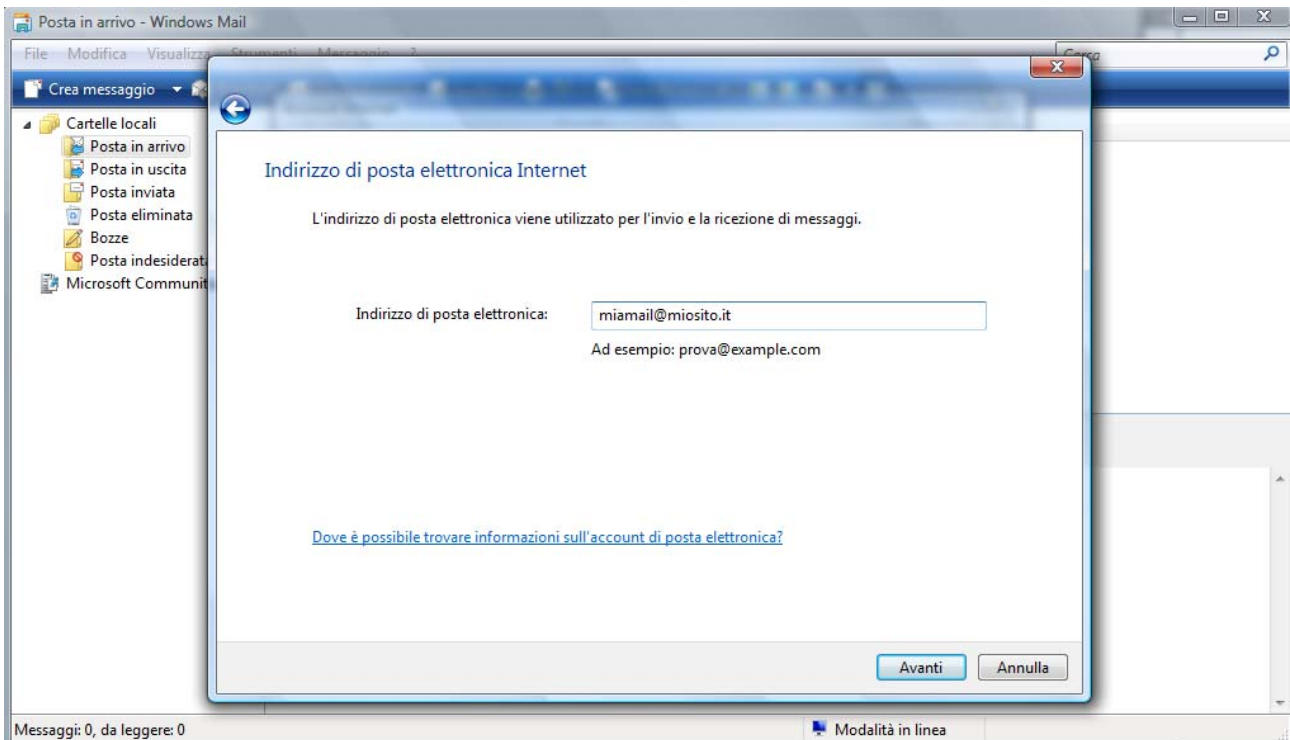 Posta in arrivo - Windows Mail
File Modifica Visualizza Strumenti Messaggio ?
Cerca
Crea messaggio
Cartelle locali
Posta in arrivo
Posta in uscita
Posta inviata
Posta eliminata
Bozze
Posta indesiderata
Microsoft Communit
Indirizzo di posta elettronica Internet
L'indirizzo di posta elettronica viene utilizzato per l'invio e la ricezione di messaggi.
Indirizzo di posta elettronica: miamail@miosito.it
Ad esempio: prova@example.com
Dove è possibile trovare informazioni sull'account di posta elettronica?
Avanti Annulla
Messaggi: 0, da leggere: 0 Modalità in linea